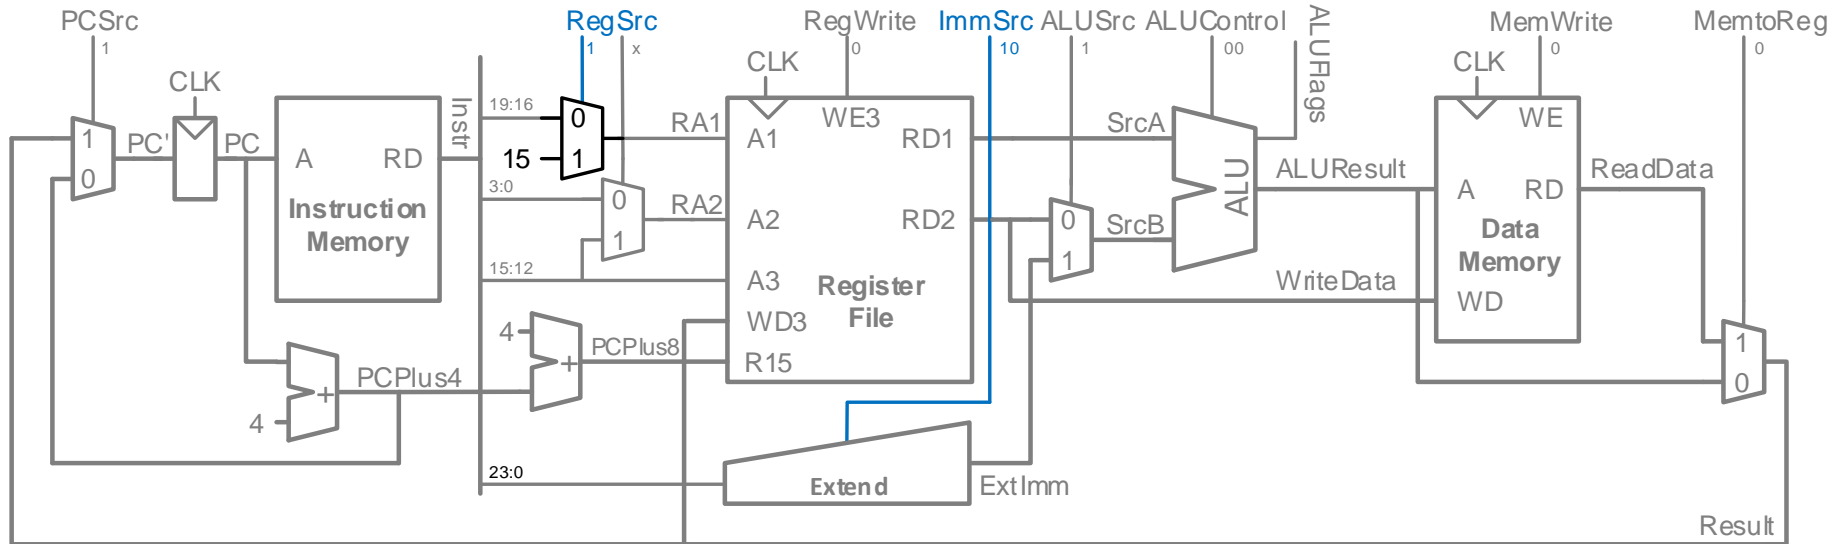 PCSrc
1
RegSrc
1
x
RegWrite
0
ImmSrc
10
ALUSrc
1
ALUControl
00
ALUFlags
MemWrite
0
MemtoReg
0
CLK
CLK
CLK
1
0
PC'
PC
A
RD
Instruction
Memory
Instr
19:16
0
15
1
RA1
3:0
0
1
RA2
15:12
A1
WE3
RD1
A2
RD2
A3
Register
File
WD3
R15
SrcA
0
1
SrcB
ALU
ALUResult
WriteData
A
WE
RD
Data
Memory
WD
ReadData
1
0
4
+
PCPlus4
4
+
PCPlus8
23:0
Extend
ExtImm
Result